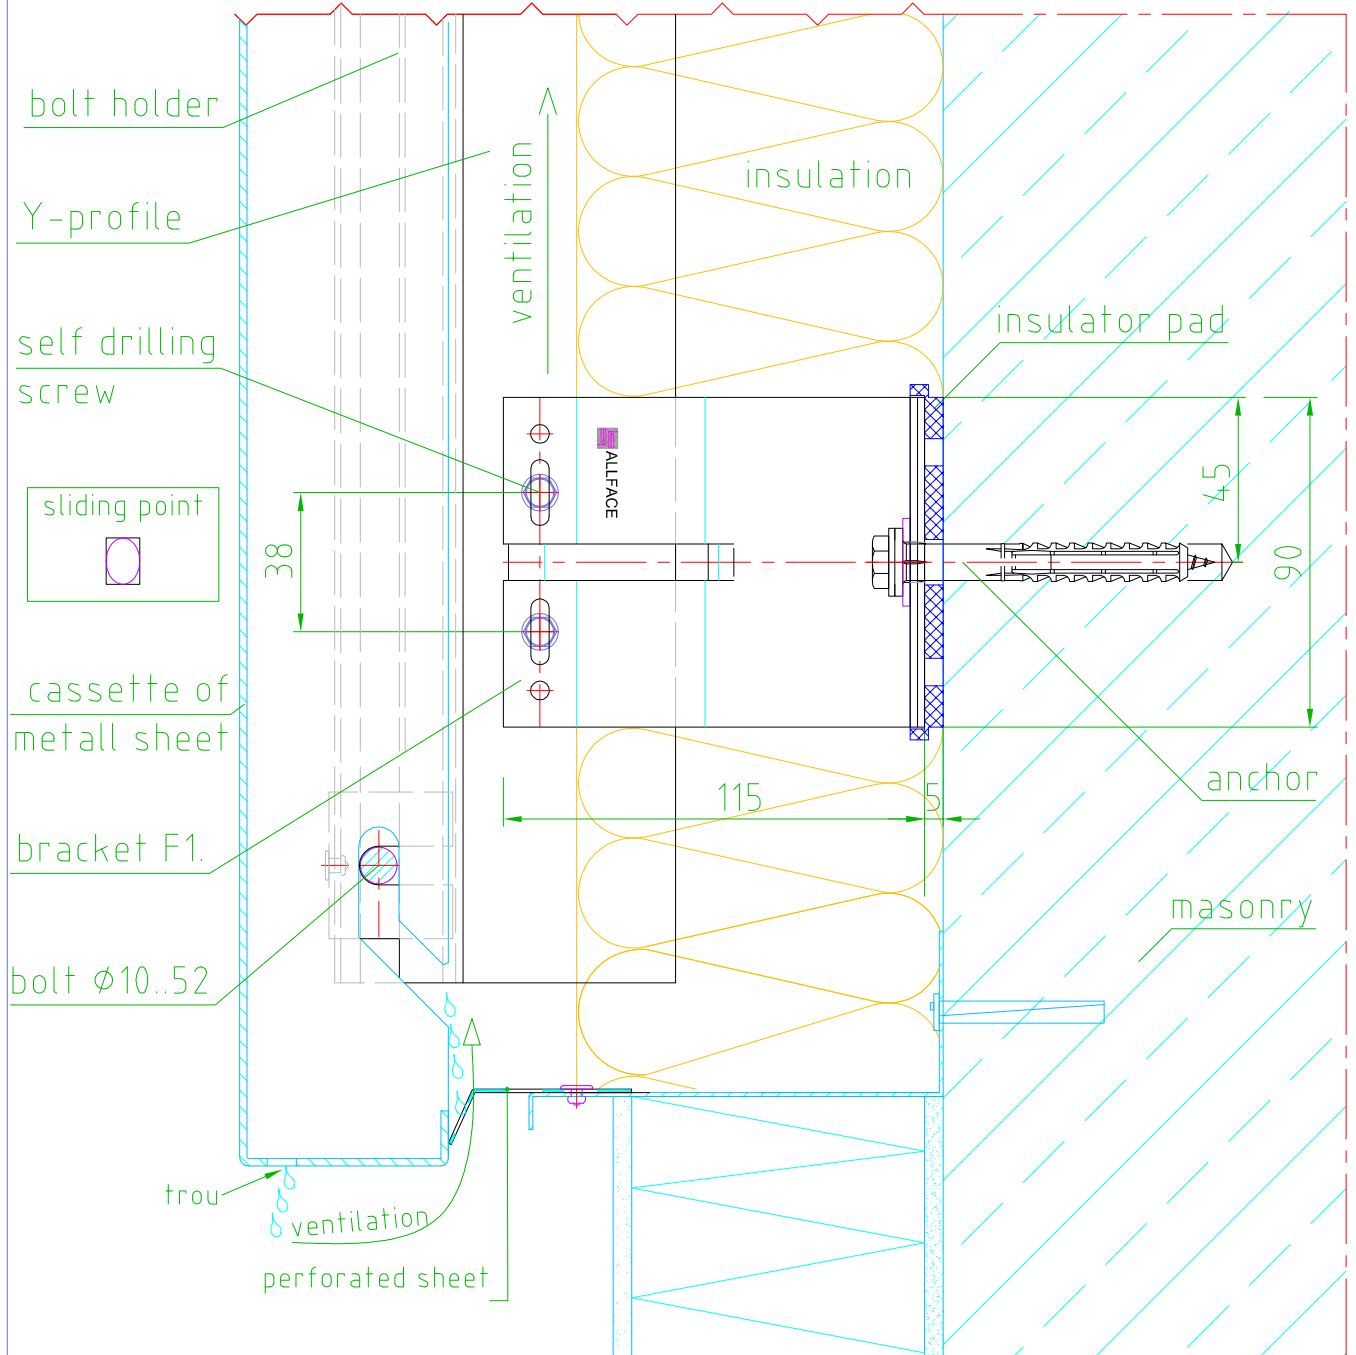 bolt holder
Y-profile
ventilation
insulation
self drilling
screw
insulator pad
ALLFACE
45
sliding point
38
90
cassette of
metall sheet
115
5
anchor
bracket F1.
masonry
bolt Ø10..52
trou
ventilation
perforated sheet